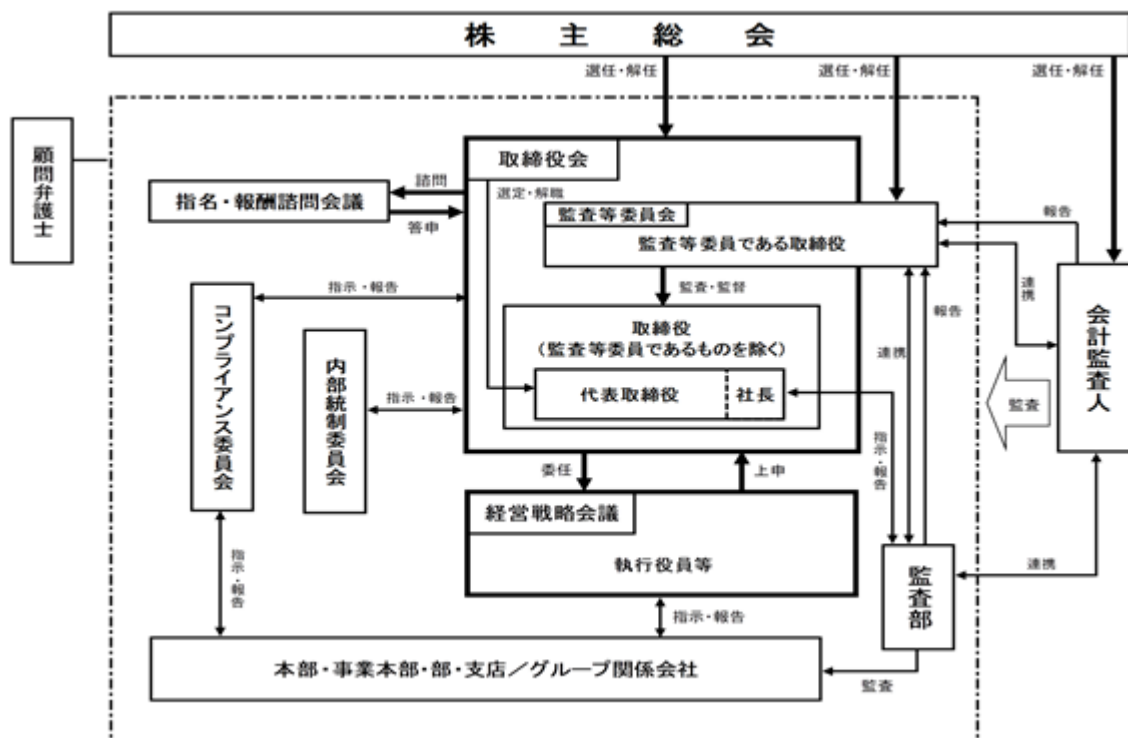 株主総会
選任・解任
選任・解任
選任・解任
顧問弁護士
取締役会
諮問
指名・報酬諮問会議
答申
選定・解職
監査等委員会
監査等委員である取締役
報告
連携
監査・監督
指示・報告
コンプライアンス委員会
内部統制委員会
指示・報告
取締役
（監査等委員であるものを除く）
代表取締役
社長
連携
報告
会計監査人
監査
指示・報告
委任
上申
経営戦略会議
執行役員等
監査部
連携
指示・報告
指示・報告
本部・事業本部・部・支店／グループ関係会社
監査